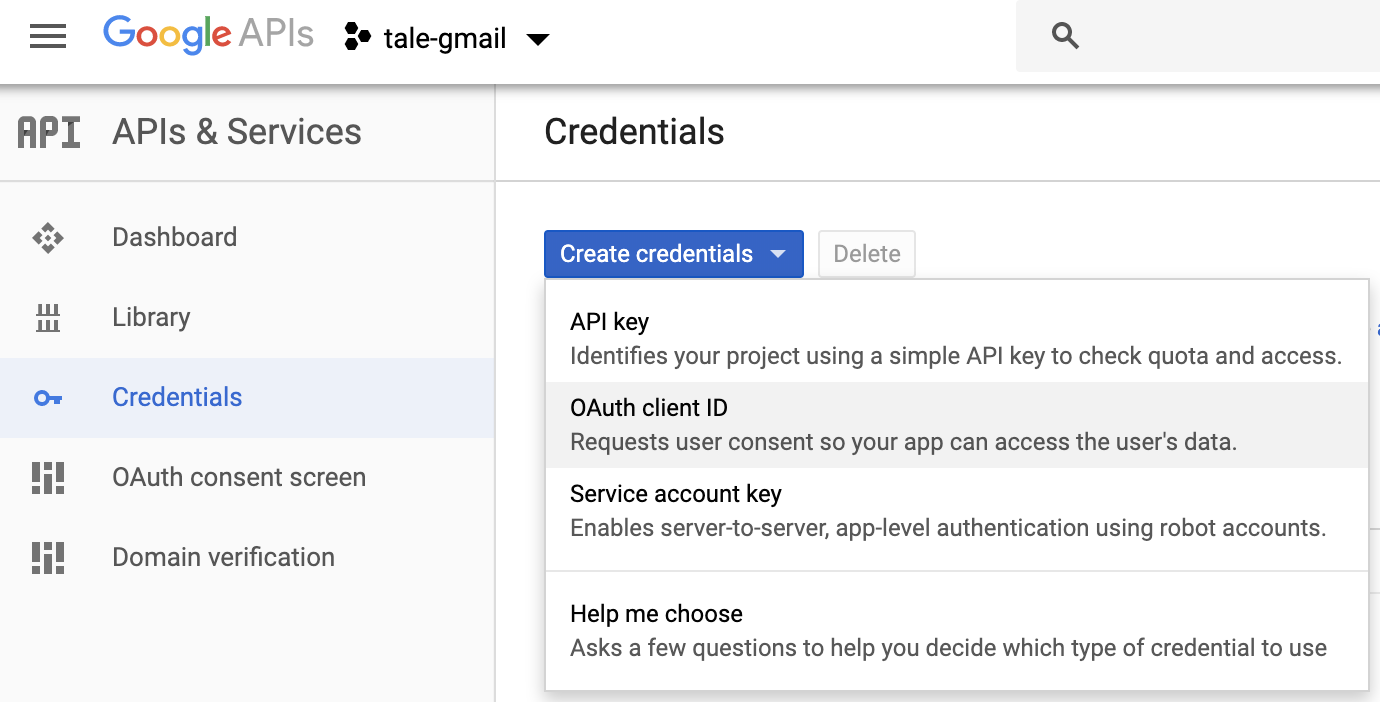 Google APIs tale-gmail
API APIs & Services
Credentials
Dashboard
Library
Credentials
OAuth consent screen
Domain verification
Create credentials
Delete
API key
Identifies your project using a simple API key to check quota and access.
OAuth client ID
Requests user consent so your app can access the user's data.
Service account key
Enables server-to-server, app-level authentication using robot accounts.
Help me choose
Asks a few questions to help you decide which type of credential to use